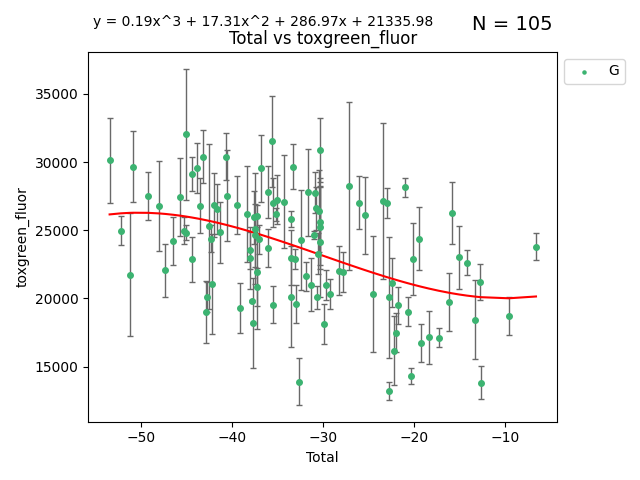 y = 0.19x^3 + 17.31x^2 + 286.97x + 21335.98
N = 105
Total vs toxgreen_fluor
G
35000
30000
25000
20000
15000
toxgreen_fluor
−50 −40 −30 −20 −10
Total